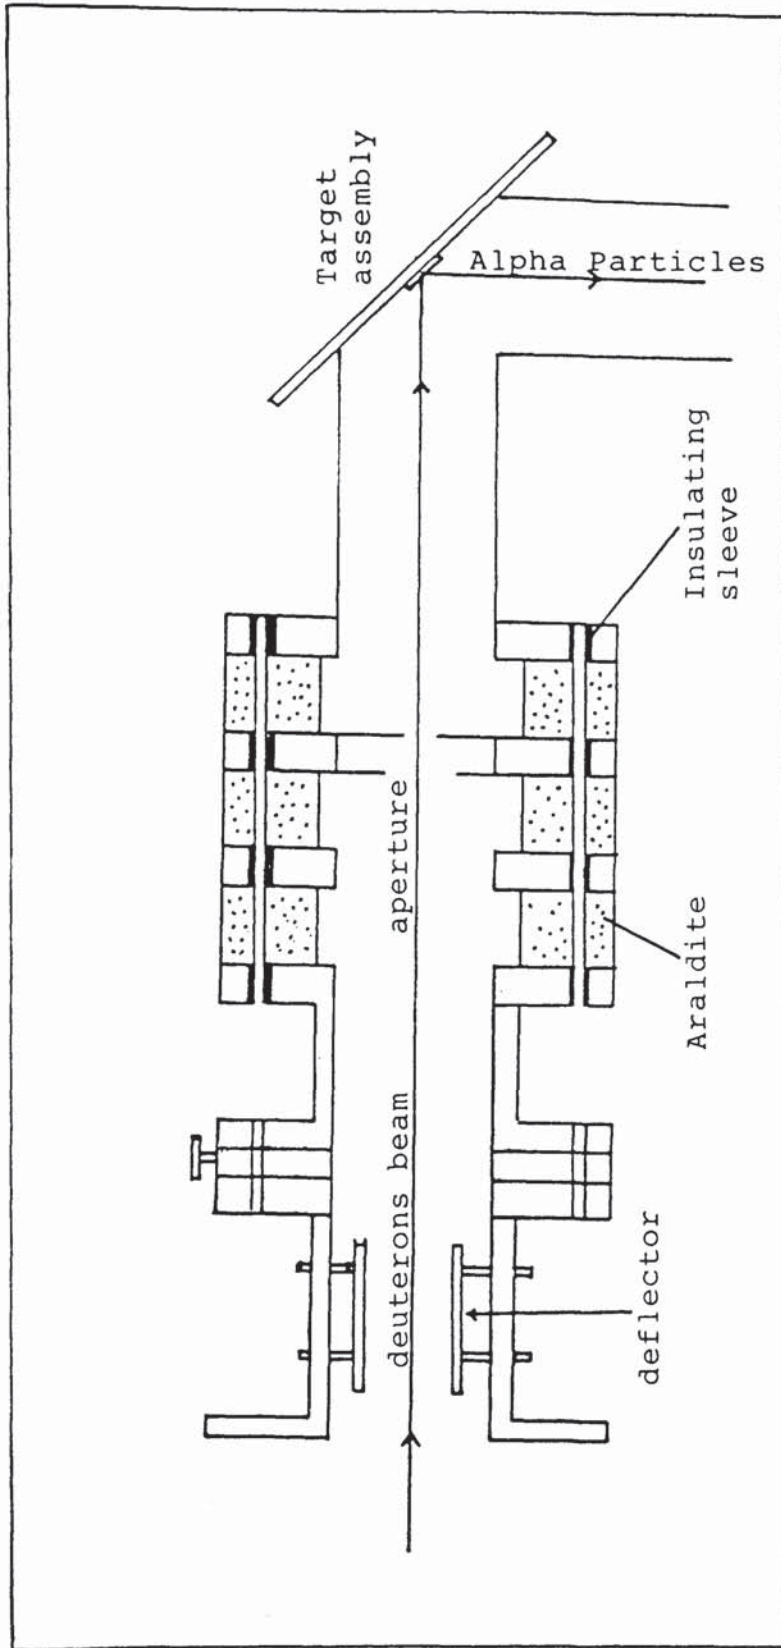 Target
assembly
Alpha Particles
Insulating
sleeve
aperture
Araldite
deuterons beam
deflector